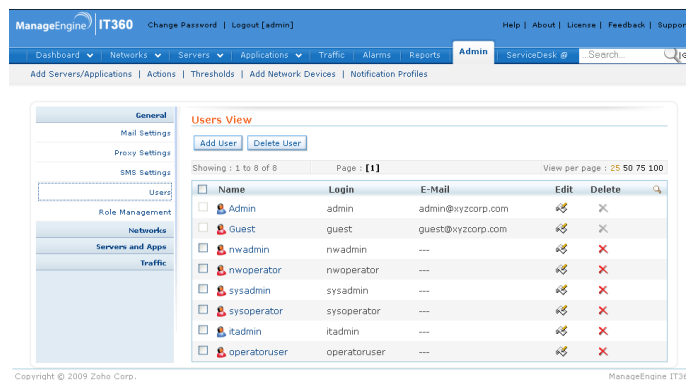 ManageEngine IT360 Change Password | Logout [admin] Help | About | License | Feedback | Suppor
Dashboard Networks Servers Applications Traffic Alarms Reports Admin ServiceDesk ...Search...
Add Servers/Applications | Actions | Thresholds | Add Network Devices | Notification Profiles
General
Mail Settings
Proxy Settings
SMS Settings
Users
Role Management
Networks
Servers and Apps
Traffic
Users View
Add User Delete User
Showing : 1 to 8 of 8 Page : [1] View per page : 25 50 75 100
Name Login E-Mail Edit Delete
Admin admin admin@xyzcorp.com
Guest guest guest@xyzcorp.com
nwadmin nwadmin ---
nwoperator nwoperator ---
sysadmin sysadmin ---
sysoperator sysoperator ---
itadmin itadmin ---
operatoruser operatoruser ---
Copyright © 2009 Zoho Corp. ManageEngine IT36